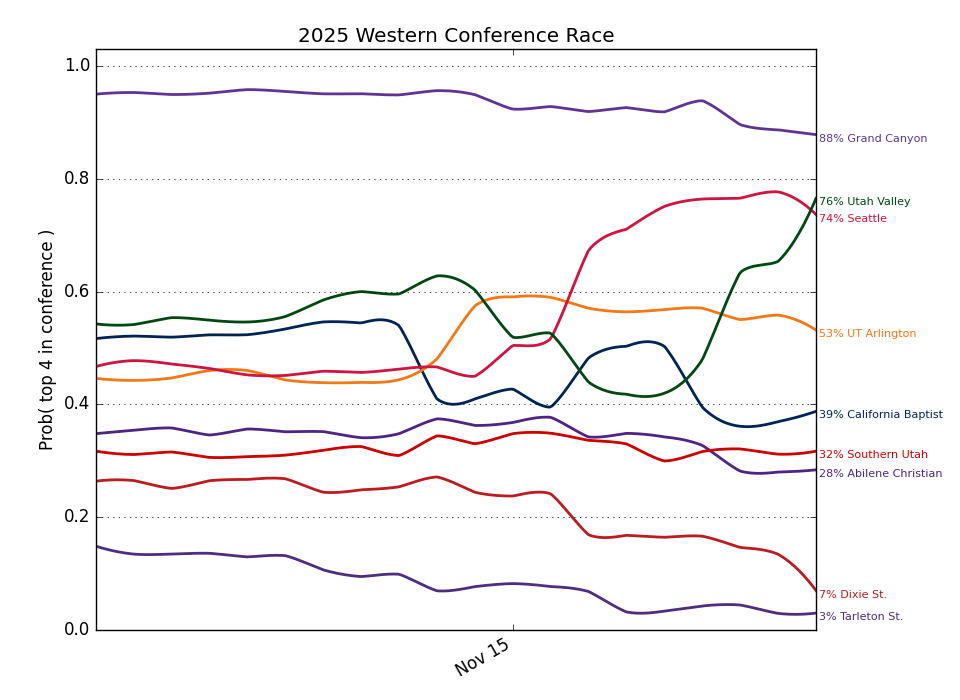 2025 Western Conference Race
Prob( top 4 in conference )
1.0
0.8
0.6
0.4
0.2
0.0
Nov 15
88% Grand Canyon
76% Utah Valley
74% Seattle
53% UT Arlington
39% California Baptist
32% Southern Utah
28% Abilene Christian
7% Dixie St.
3% Tarleton St.